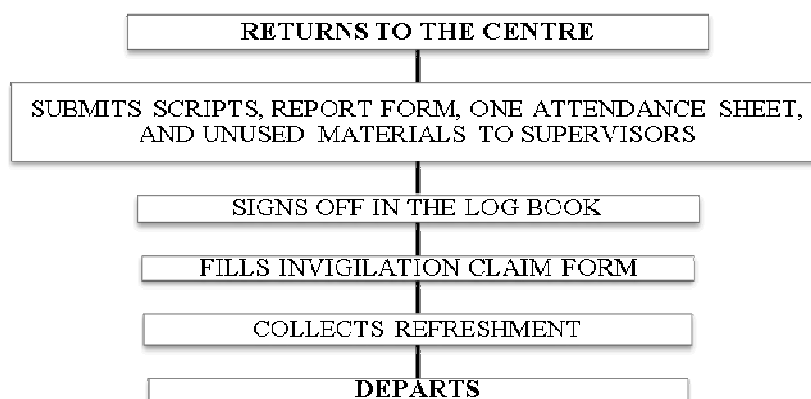 RETURNS TO THE CENTRE
SUBMITS SCRIPTS, REPORT FORM, ONE ATTENDANCE SHEET,
AND UNUSED MATERIALS TO SUPERVISORS
SIGNS OFF IN THE LOG BOOK
FILLS INVIGILATION CLAIM FORM
COLLECTS REFRESHMENT
DEPARTS